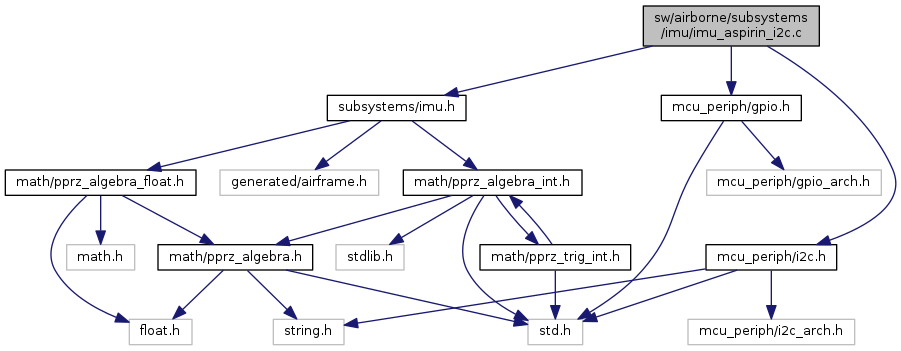 sw/airborne/subsystems
/imu/imu_aspirin_i2c.c
subsystems/imu.h
mcu_periph/gpio.h
math/pprz_algebra_float.h
generated/airframe.h
math/pprz_algebra_int.h
mcu_periph/gpio_arch.h
math.h
math/pprz_algebra.h
stdlib.h
math/pprz_trig_int.h
mcu_periph/i2c.h
float.h
string.h
std.h
mcu_periph/i2c_arch.h